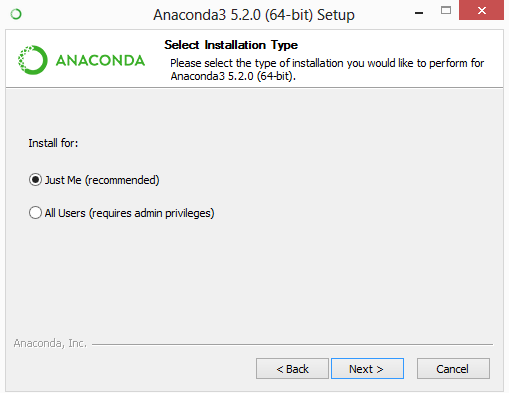 Anaconda3 5.2.0 (64-bit) Setup
ANACONDA
Select Installation Type
Please select the type of installation you would like to perform for
Anaconda3 5.2.0 (64-bit).
Install for:
Just Me (recommended)
All Users (requires admin privileges)
Anaconda, Inc.
< Back Next > Cancel